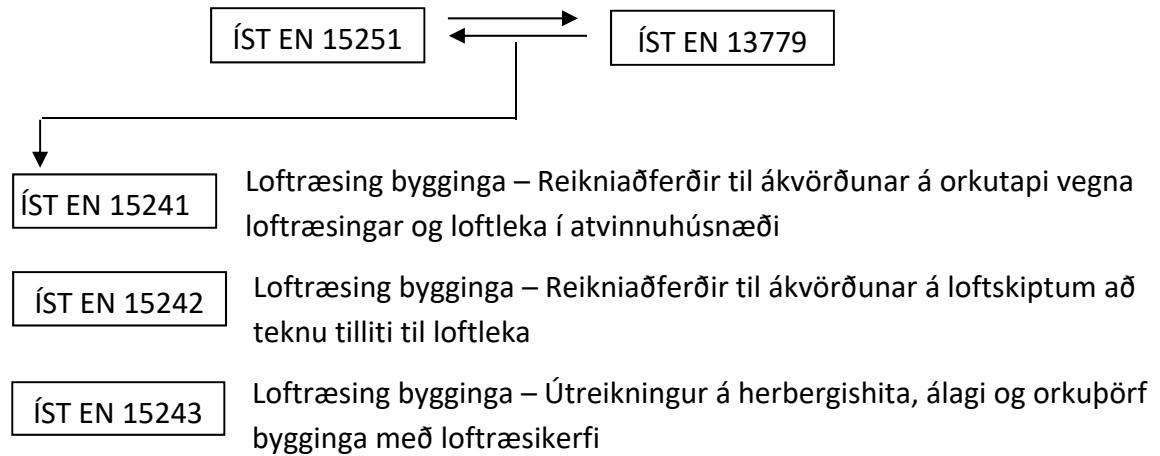 ÍST EN 15251
ÍST EN 13779
ÍST EN 15241
Loftræsing bygginga – Reikniaðferðir til ákvörðunar á orkutapi vegna
loftræsingar og loftleka í atvinnuhúsnæði
ÍST EN 15242
Loftræsing bygginga – Reikniaðferðir til ákvörðunar á loftskiptum að
teknu tilliti til loftleka
ÍST EN 15243
Loftræsing bygginga – Útreikningur á herbergishita, álagi og orkuþörf
bygginga með loftræsikerfi